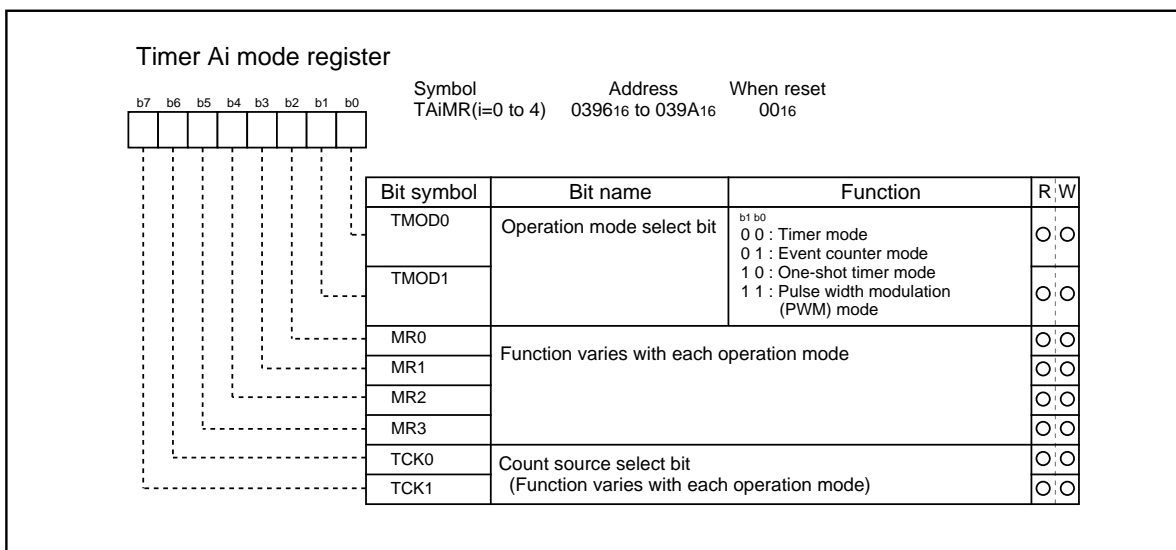 Timer Ai mode register
Symbol Address When reset
TAiMR(i=0 to 4) 039616 to 039A16 0016
b7 b6 b5 b4 b3 b2 b1 b0
Bit symbol Bit name Function R W
TMOD0 Operation mode select bit b1 b0
0 0 : Timer mode
0 1 : Event counter mode
TMOD1 1 0 : One-shot timer mode
1 1 : Pulse width modulation
(PWM) mode
MR0 Function varies with each operation mode
MR1
MR2
MR3
TCK0 Count source select bit
TCK1 (Function varies with each operation mode)